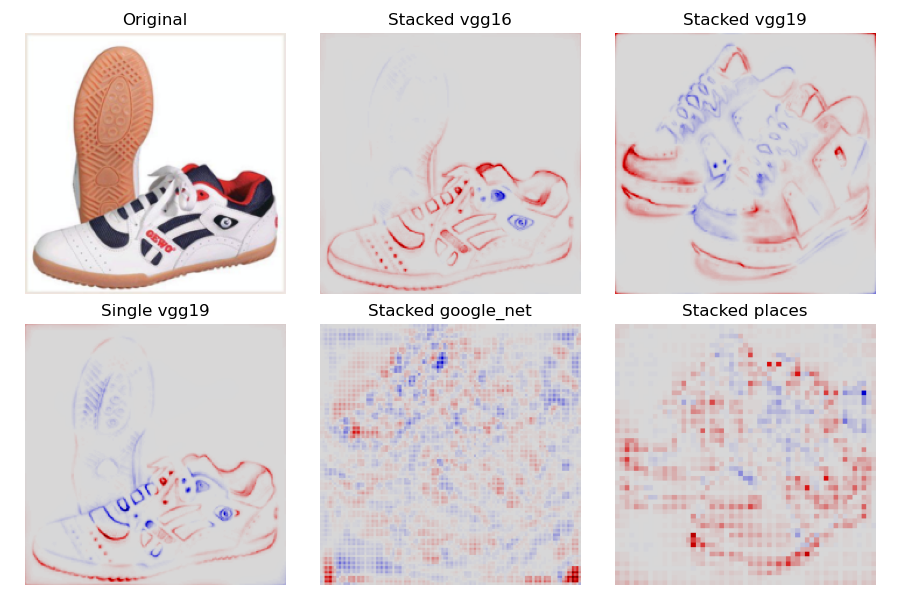 Original
Stacked vgg16
Stacked vgg19
GEWO
Single vgg19
Stacked google_net
Stacked places